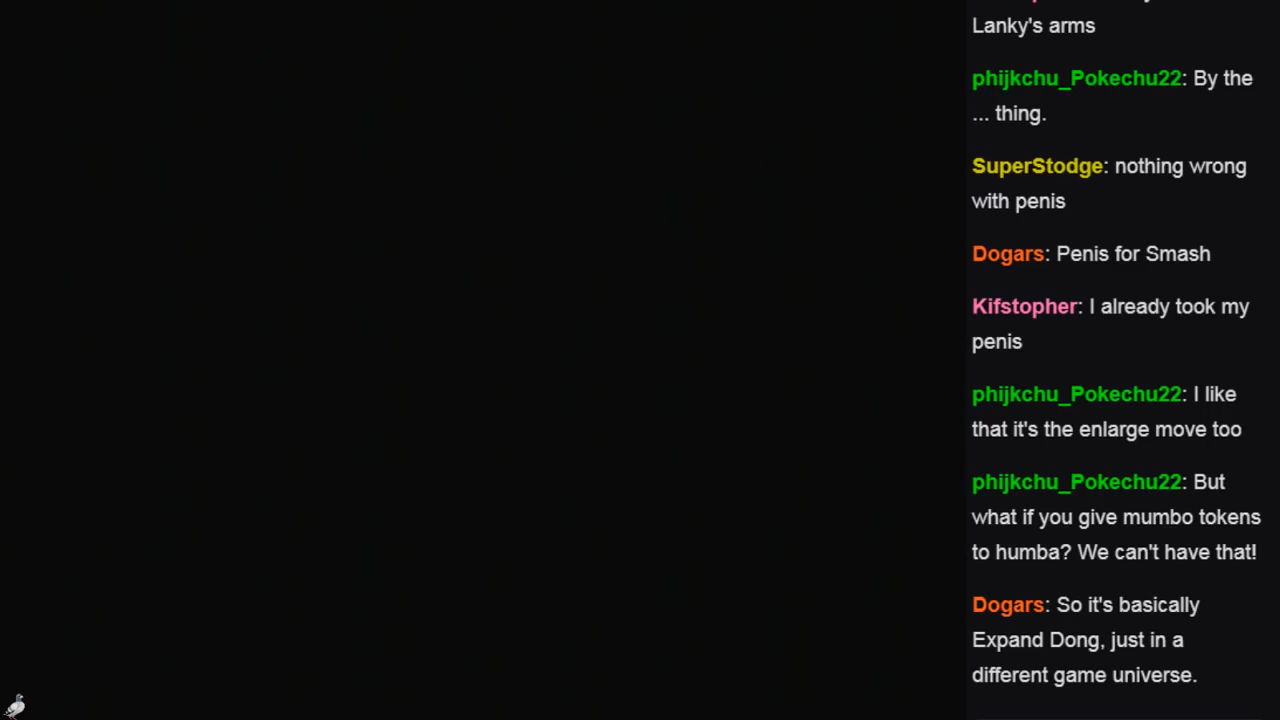 Lanky's arms
phijkchu_Pokechu22: By the
... thing.
SuperStodge: nothing wrong
with penis
Dogars: Penis for Smash
Kifstopher: I already took my
penis
phijkchu_Pokechu22: I like
that it's the enlarge move too
phijkchu_Pokechu22: But
what if you give mumbo tokens
to humba? We can't have that!
Dogars: So it's basically
Expand Dong, just in a
different game universe.